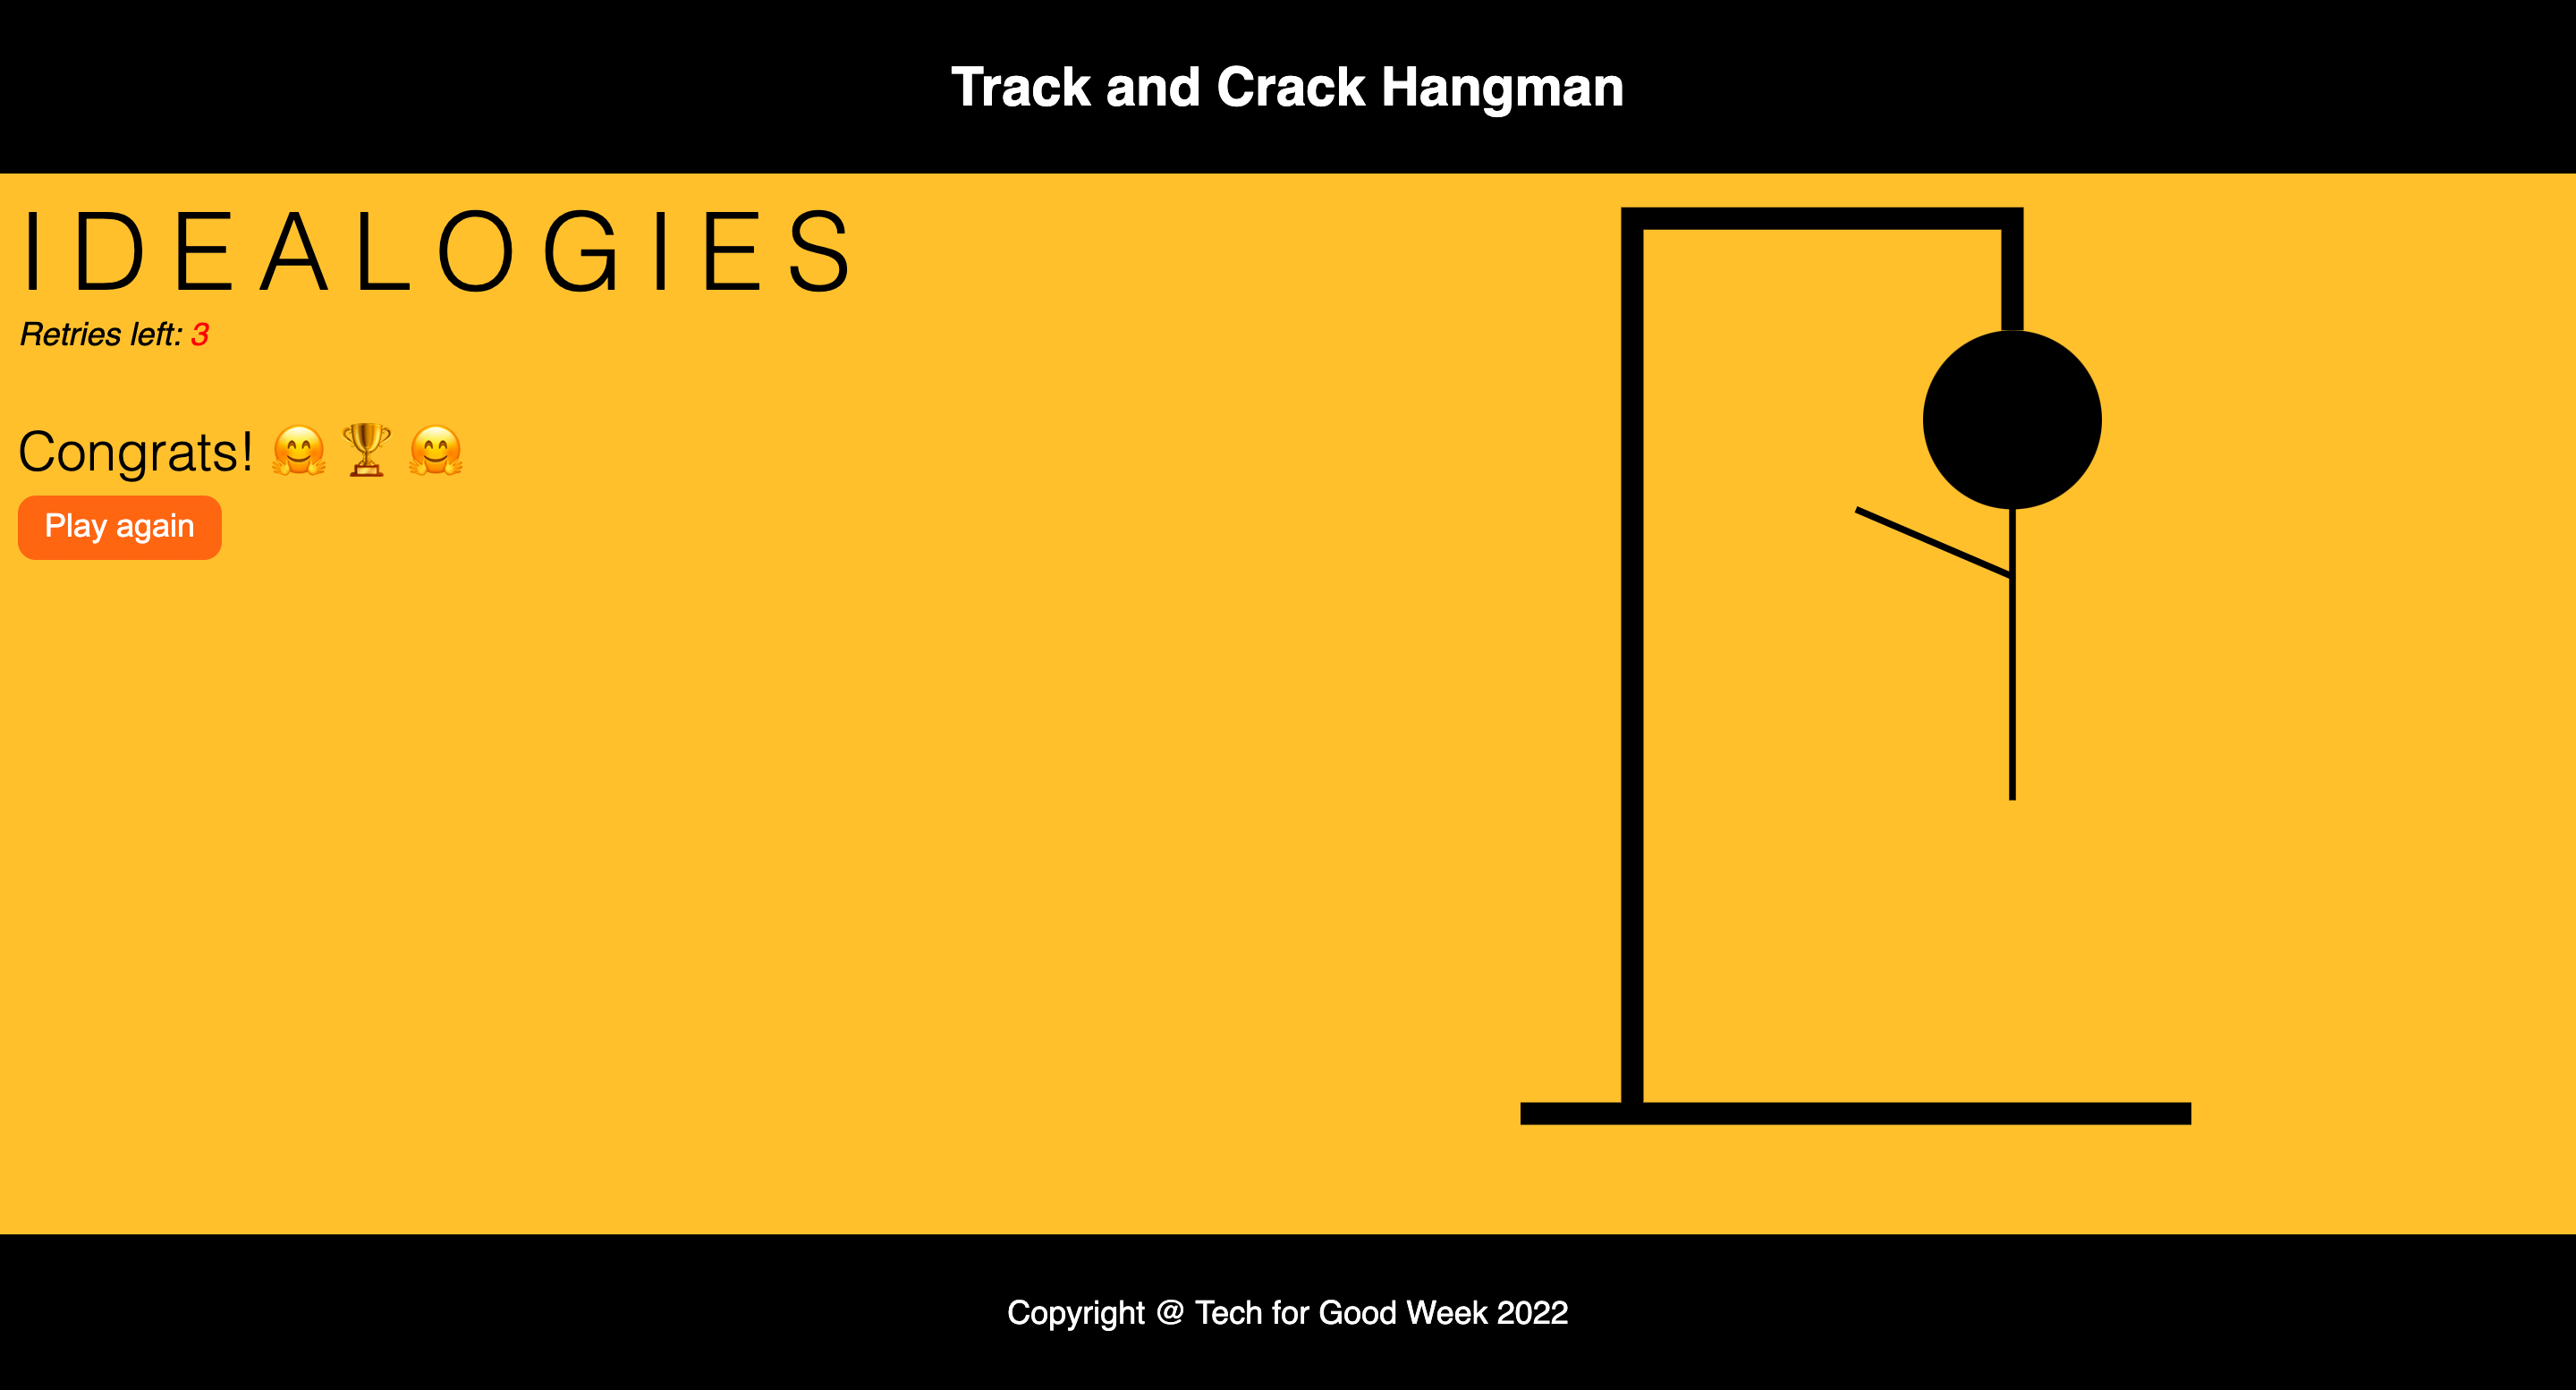 Track and Crack Hangman
I D E A L O G I E S
Retries left: 3
Congrats! 🤗 🏆 🤗
Play again
Copyright @ Tech for Good Week 2022